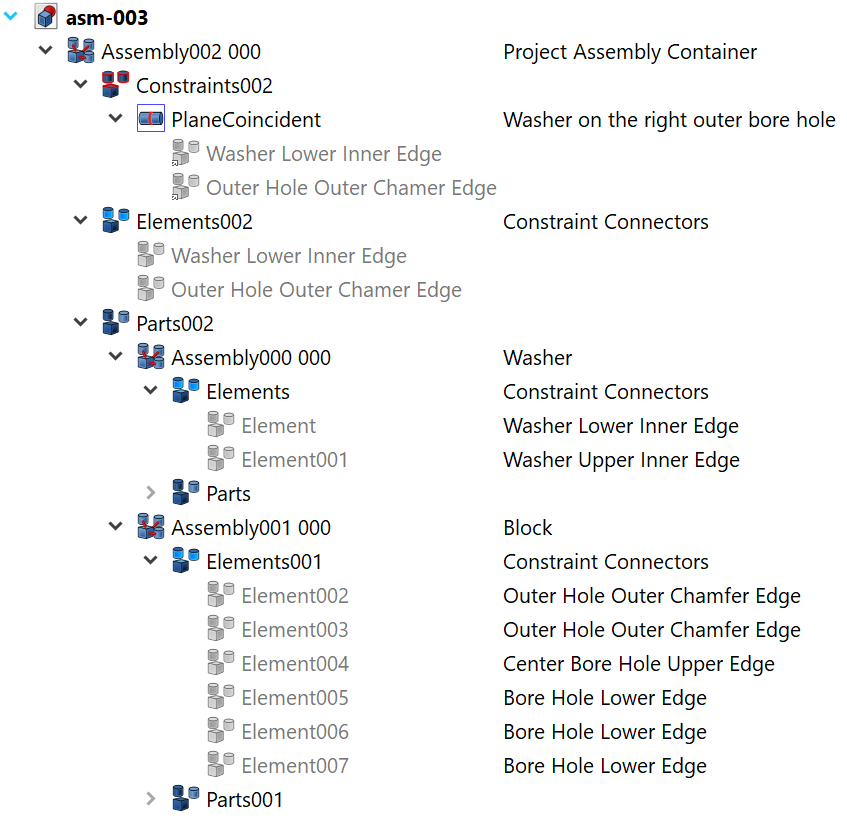 asm-003
Assembly002 000 Project Assembly Container
Constraints002
PlaneCoincident Washer on the right outer bore hole
Washer Lower Inner Edge
Outer Hole Outer Chamer Edge
Elements002 Constraint Connectors
Washer Lower Inner Edge
Outer Hole Outer Chamer Edge
Parts002
Assembly000 000 Washer
Elements Constraint Connectors
Element Washer Lower Inner Edge
Element001 Washer Upper Inner Edge
Parts
Assembly001 000 Block
Elements001 Constraint Connectors
Element002 Outer Hole Outer Chamfer Edge
Element003 Outer Hole Outer Chamfer Edge
Element004 Center Bore Hole Upper Edge
Element005 Bore Hole Lower Edge
Element006 Bore Hole Lower Edge
Element007 Bore Hole Lower Edge
Parts001